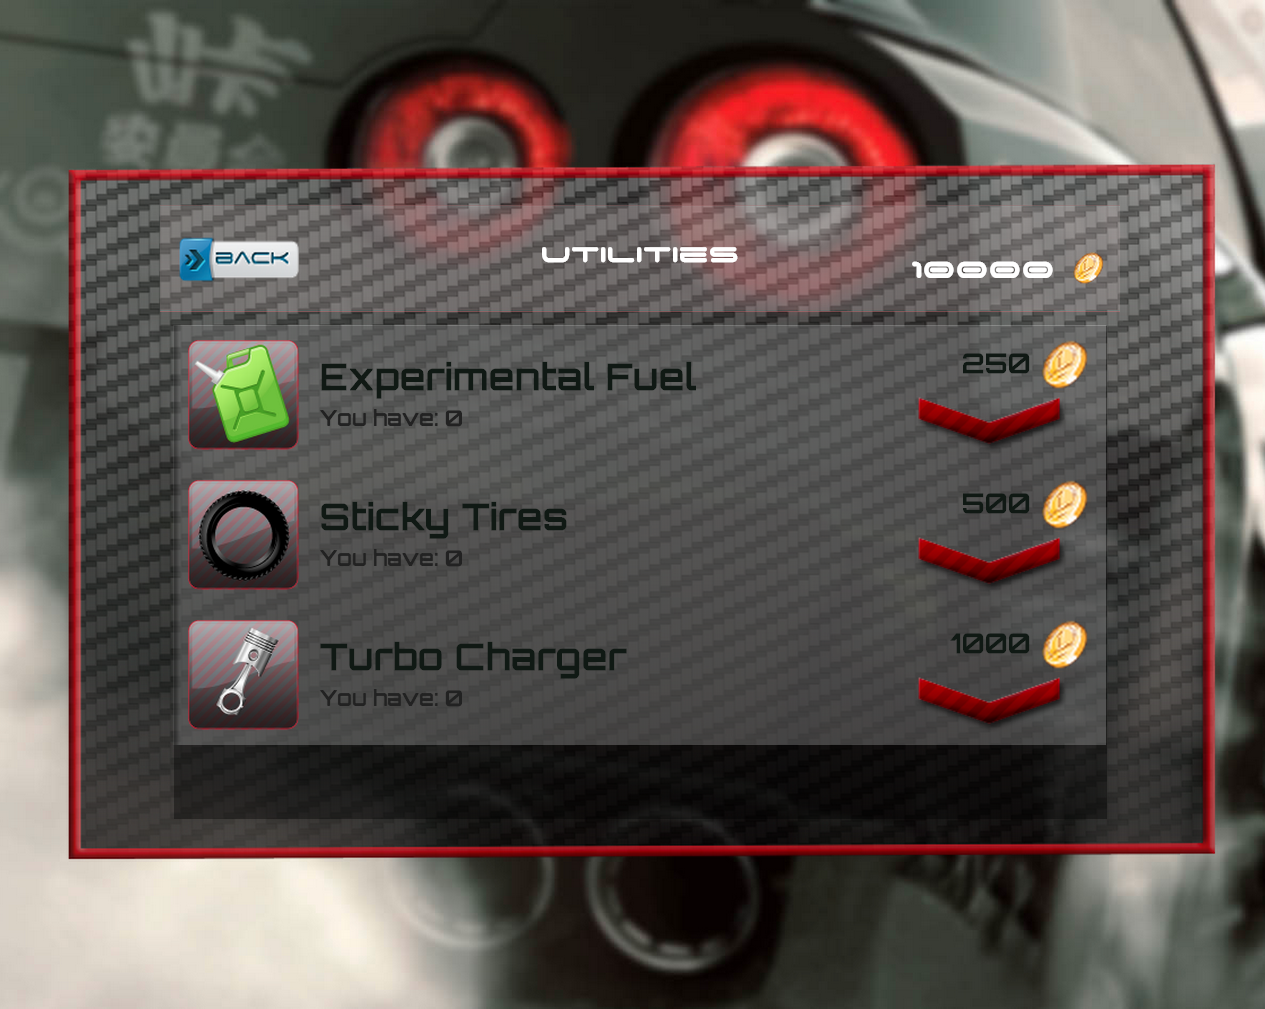 峠
BACK
UTILITIES
10000
Experimental Fuel
250
You have: 0
Sticky Tires
500
You have: 0
Turbo Charger
1000
You have: 0